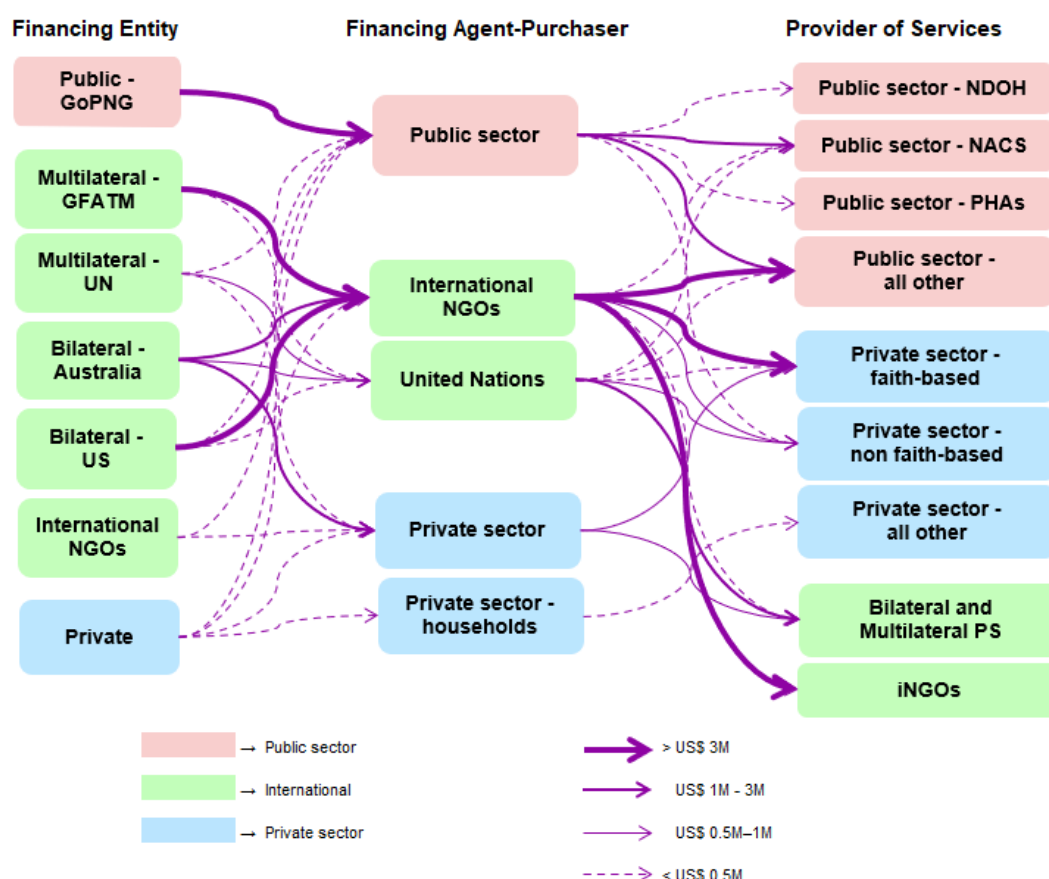 Financing Entity
Financing Agent-Purchaser
Provider of Services
Public -
GoPNG
Multilateral -
GFATM
Multilateral -
UN
Bilateral -
Australia
Bilateral -
US
International
NGOs
Private
Public sector
International
NGOs
United Nations
Private sector
Private sector -
households
Public sector - NDOH
Public sector - NACS
Public sector - PHAs
Public sector -
all other
Private sector -
faith-based
Private sector -
non faith-based
Private sector -
all other
Bilateral and
Multilateral PS
iNGOs
→ Public sector
→ International
→ Private sector
> US$ 3M
US$ 1M - 3M
US$ 0.5M–1M
< US$ 0.5M